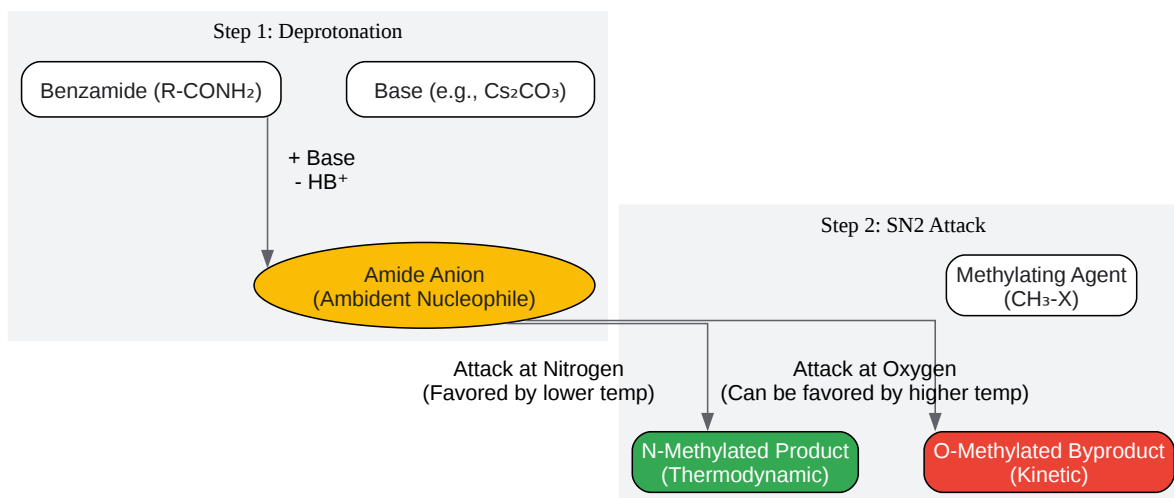 Step 1: Deprotonation
Benzamide (R-CONH₂)
Base (e.g., Cs₂CO₃)
+ Base
- HB⁺
Amide Anion
(Ambident Nucleophile)
Step 2: SN2 Attack
Methylating Agent
(CH₃-X)
Attack at Nitrogen
(Favored by lower temp)
Attack at Oxygen
(Can be favored by higher temp)
N-Methylated Product
(Thermodynamic)
O-Methylated Byproduct
(Kinetic)